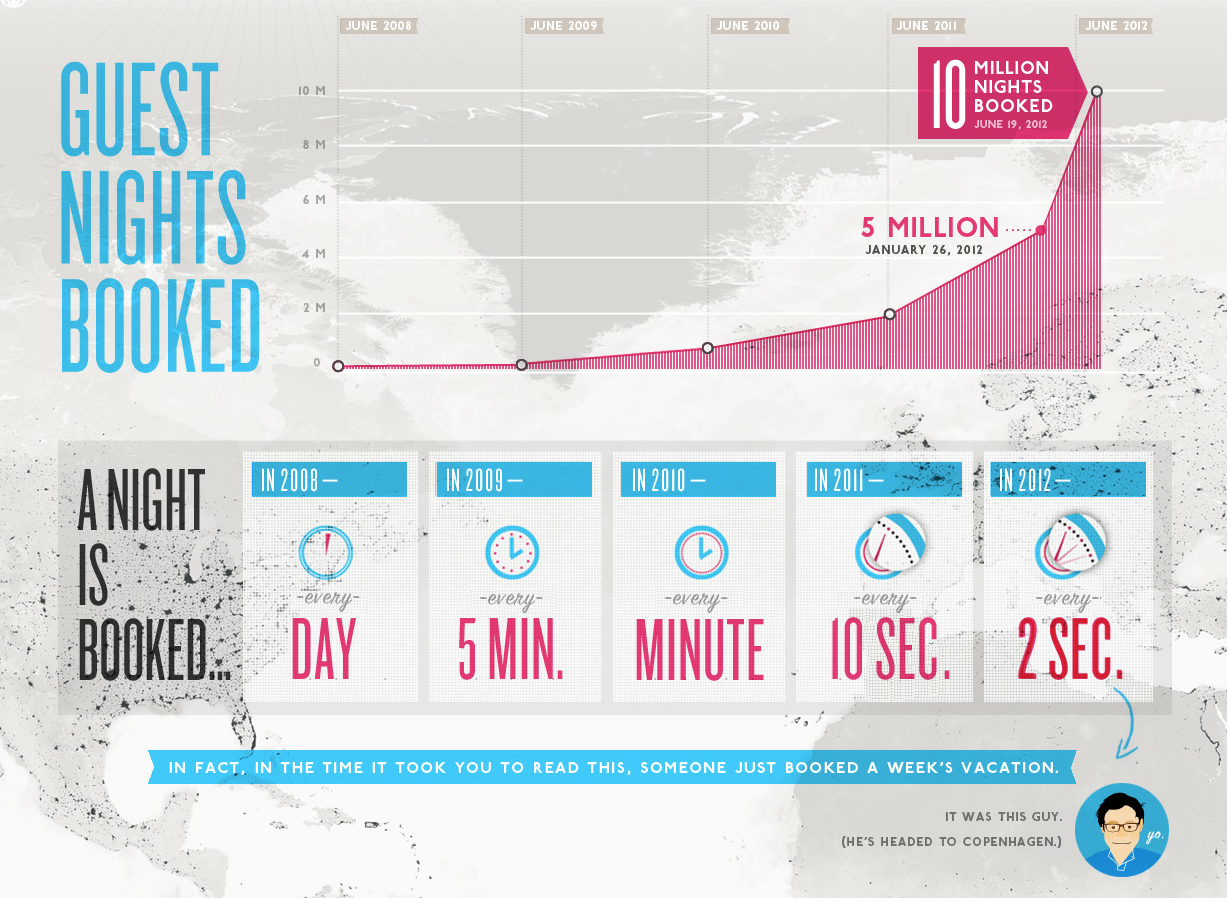 JUNE 2008
JUNE 2009
JUNE 2010
JUNE 2011
JUNE 2012
GUEST
NIGHTS
BOOKED
10 M
8 M
6 M
4 M
2 M
0
10 MILLION
NIGHTS
BOOKED
JUNE 19, 2012
5 MILLION
JANUARY 26, 2012
A NIGHT
IS
BOOKED...
IN 2008 —
-every-
DAY
IN 2009 —
-every-
5 MIN.
IN 2010 —
-every-
MINUTE
IN 2011 —
-every-
10 SEC.
IN 2012 —
-every-
2 SEC.
IN FACT, IN THE TIME IT TOOK YOU TO READ THIS, SOMEONE JUST BOOKED A WEEK'S VACATION.
IT WAS THIS GUY.
(HE'S HEADED TO COPENHAGEN.)
yo.